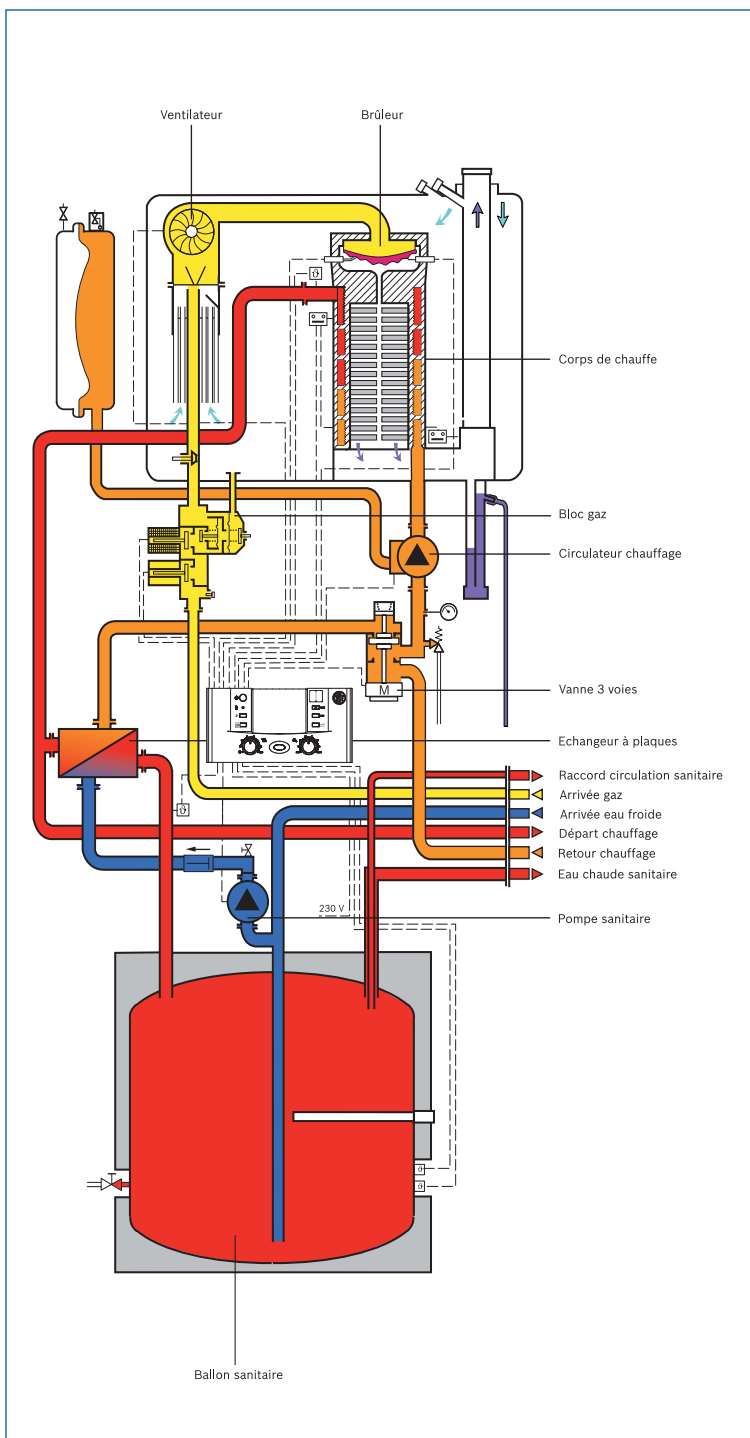 Ventilateur
Brûleur
Corps de chauffe
Bloc gaz
Circulateur chauffage
Vanne 3 voies
M
Echangeur à plaques
Raccord circulation sanitaire
Arrivée gaz
Arrivée eau froide
Départ chauffage
Retour chauffage
Eau chaude sanitaire
230 V
Pompe sanitaire
Ballon sanitaire